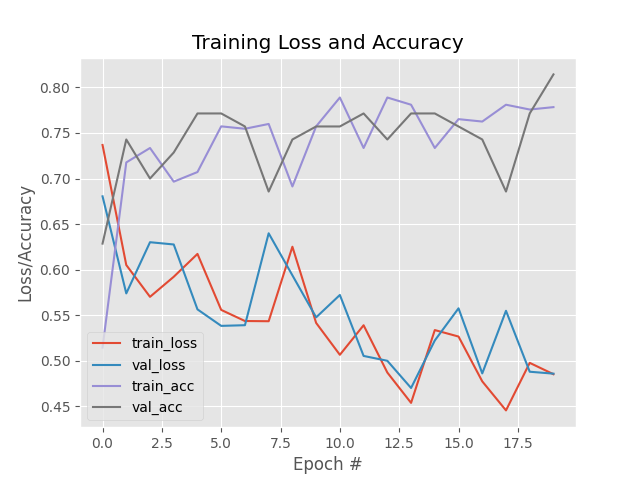 Training Loss and Accuracy
Loss/Accuracy
0.80
0.75
0.70
0.65
0.60
0.55
0.50
0.45
train_loss
val_loss
train_acc
val_acc
0.0 2.5 5.0 7.5 10.0 12.5 15.0 17.5
Epoch #